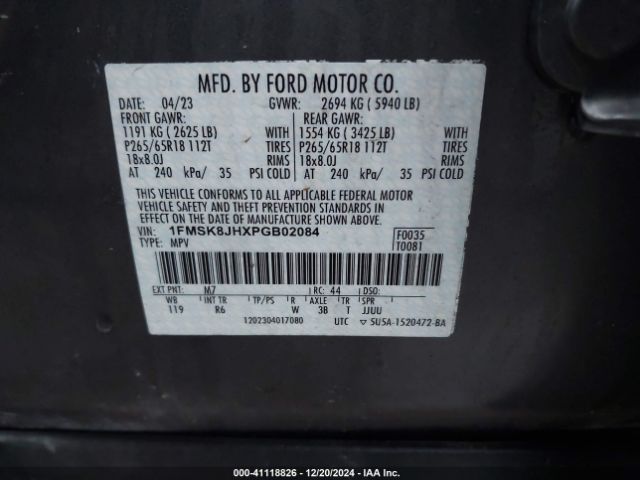 MFD. BY FORD MOTOR CO.
DATE: 04/23 GVWR: 2694 KG ( 5940 LB)
FRONT GAWR: REAR GAWR:
1191 KG ( 2625 LB) WITH 1554 KG ( 3425 LB) WITH
P265/65R18 112T TIRES P265/65R18 112T TIRES
18x8.0J RIMS 18x8.0J RIMS
AT 240 kPa/ 35 PSI COLD AT 240 kPa/ 35 PSI COLD
THIS VEHICLE CONFORMS TO ALL APPLICABLE FEDERAL MOTOR
VEHICLE SAFETY AND THEFT PREVENTION STANDARDS IN
EFFECT ON THE DATE OF MANUFACTURE SHOWN ABOVE.
VIN: 1FMSK8JHXPGB02084 F0035
TYPE: MPV T0081
EXT PNT: M7 RC: 44 DSO:
WB INT TR TP/PS R AXLE TR SPR
119 R6 W 3B T JJUU
1202304017080 UTC ▽ 5U5A-1520472-BA
000-41118826 - 12/20/2024 - IAA Inc.